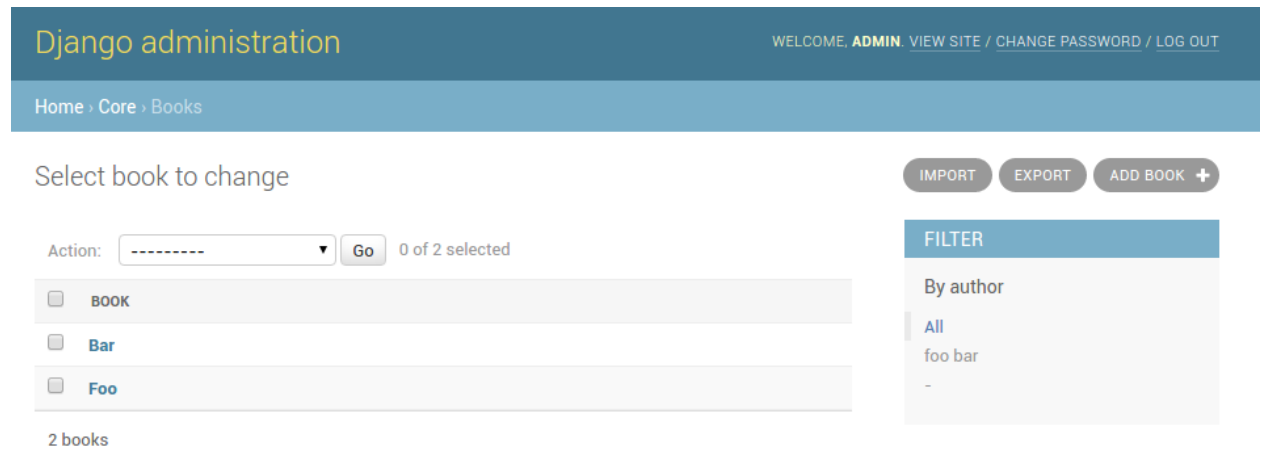 Django administration
WELCOME, ADMIN. VIEW SITE / CHANGE PASSWORD / LOG OUT
Home › Core › Books
Select book to change
IMPORT EXPORT ADD BOOK +
Action: --------- Go 0 of 2 selected
BOOK
Bar
Foo
2 books
FILTER
By author
All
foo bar
-